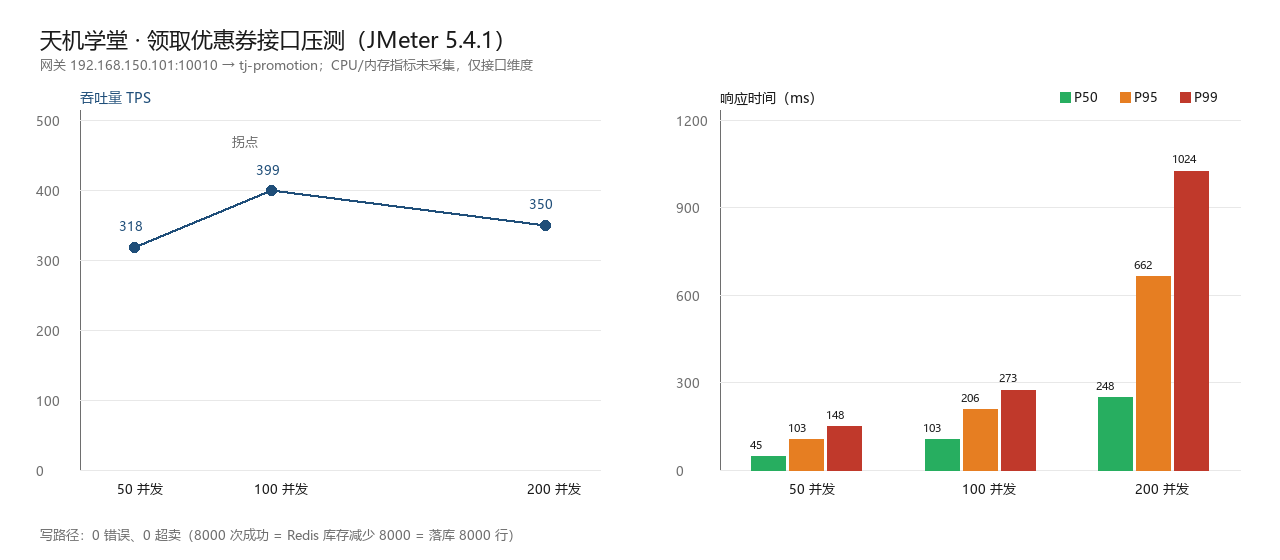 天机学堂 · 领取优惠券接口压测（JMeter 5.4.1）
网关 192.168.150.101:10010 → tj-promotion；CPU/内存指标未采集，仅接口维度
吞吐量 TPS
500
400
300
200
100
0
拐点
318
399
350
50 并发
100 并发
200 并发
响应时间（ms）
P50
P95
P99
1200
900
600
300
0
45
103
148
103
206
273
248
662
1024
50 并发
100 并发
200 并发
写路径：0 错误、0 超卖（8000 次成功 = Redis 库存减少 8000 = 落库 8000 行）